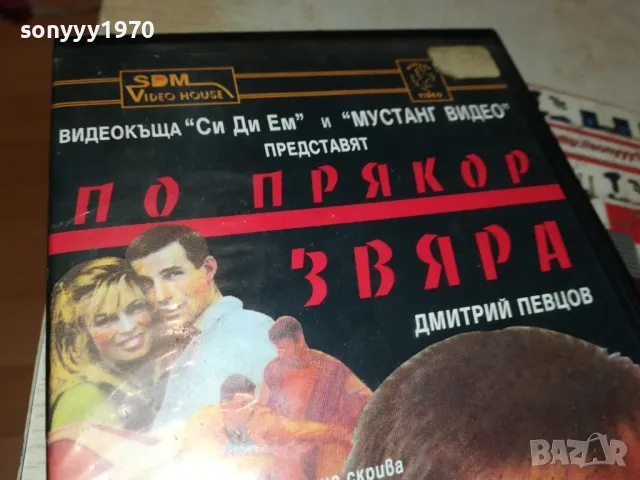 sonyyy1970
SDM
VIDEO HOUSE
VIDEO
ВИДЕОКЪЩА "СИ ДИ ЕМ" И "МУСТАНГ ВИДЕО"
ПРЕДСТАВЯТ
ПО ПРЯКОР
ЗВЯРА
ДМИТРИЙ ПЕВЦОВ
скрива
BAZAR
bg